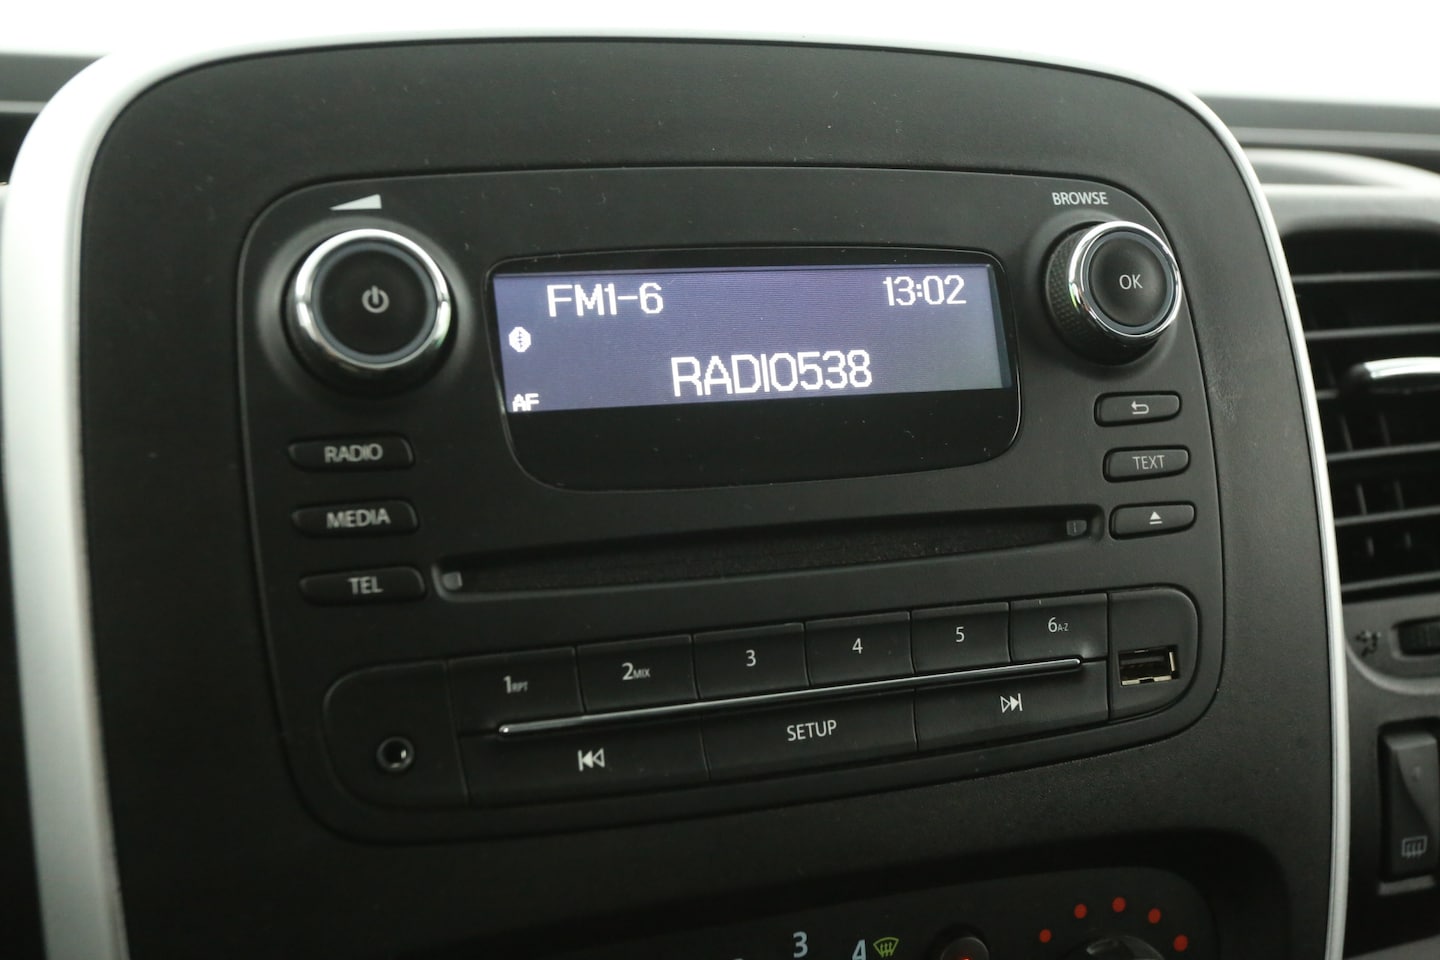 BROWSE
FM1-6 13:02
OK
RADIO538
AF
RADIO
MEDIA
TEL
TEXT
1RPT 2MIX 3 4 5 6A-Z
SETUP
3 4